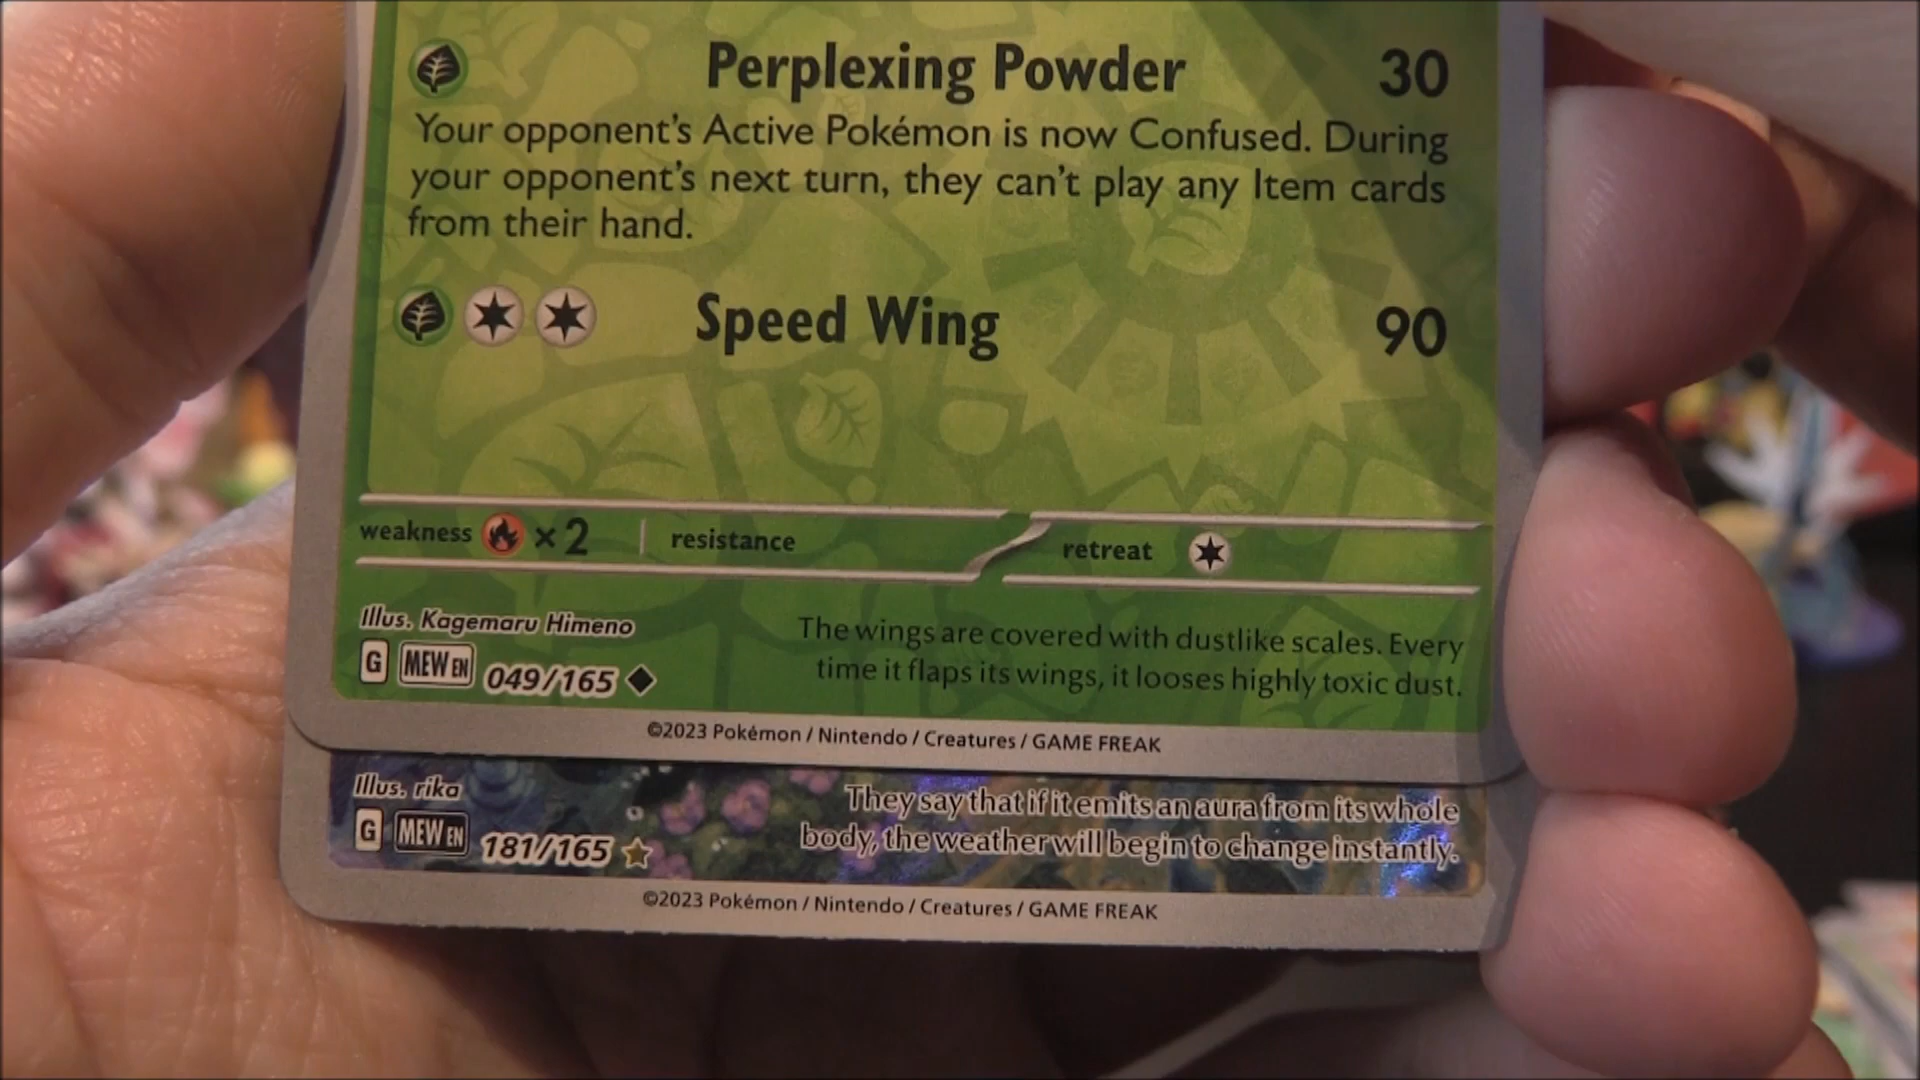 Perplexing Powder 30
Your opponent's Active Pokémon is now Confused. During
your opponent's next turn, they can't play any Item cards
from their hand.
Speed Wing 90
weakness ×2 resistance retreat
Illus. Kagemaru Himeno
The wings are covered with dustlike scales. Every
time it flaps its wings, it looses highly toxic dust.
G MEW EN 049/165
©2023 Pokémon / Nintendo / Creatures / GAME FREAK
Illus. rika
They say that if it emits an aura from its whole
body, the weather will begin to change instantly.
G MEW EN 181/165
©2023 Pokémon / Nintendo / Creatures / GAME FREAK